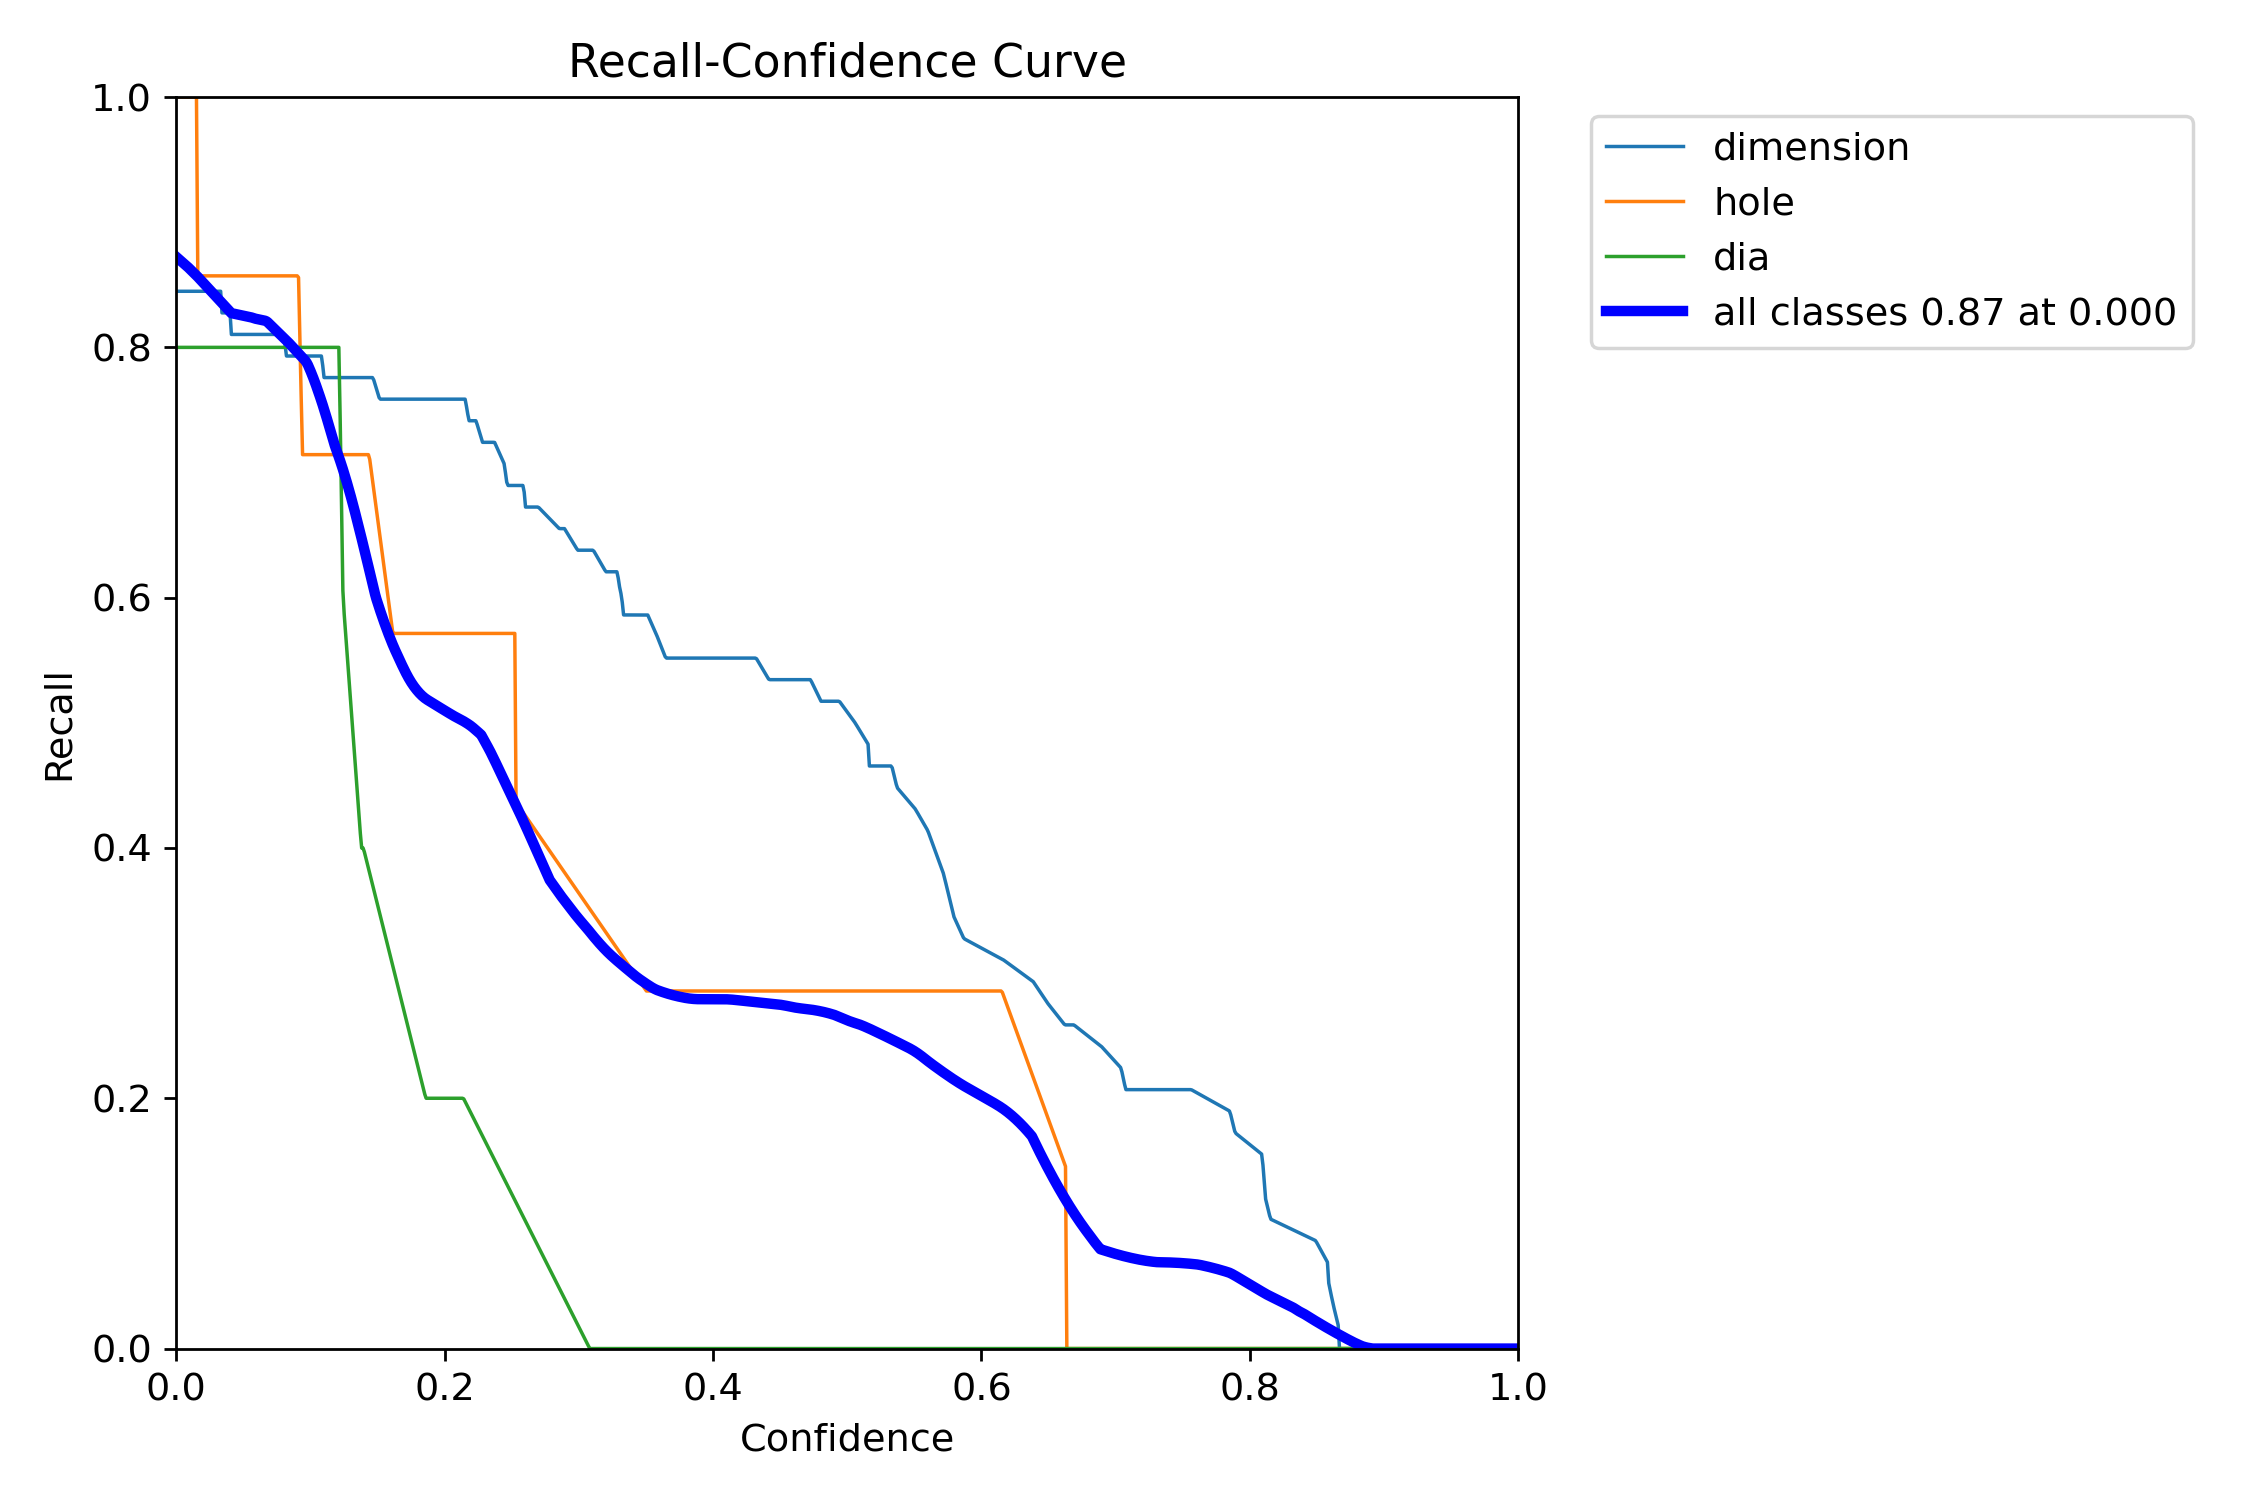 Recall-Confidence Curve
1.0
0.8
0.6
0.4
0.2
0.0
Recall
0.0 0.2 0.4 0.6 0.8 1.0
Confidence
dimension
hole
dia
all classes 0.87 at 0.000